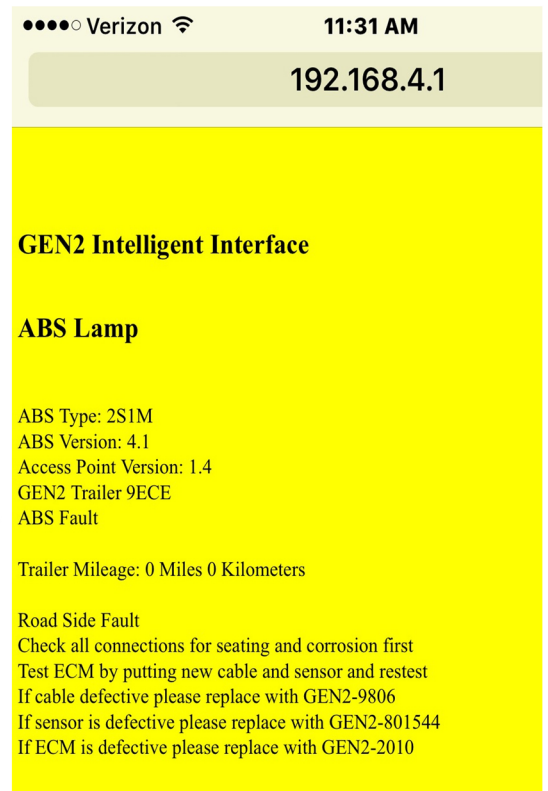 Verizon 11:31 AM
192.168.4.1
GEN2 Intelligent Interface
ABS Lamp
ABS Type: 2S1M
ABS Version: 4.1
Access Point Version: 1.4
GEN2 Trailer 9ECE
ABS Fault
Trailer Mileage: 0 Miles 0 Kilometers
Road Side Fault
Check all connections for seating and corrosion first
Test ECM by putting new cable and sensor and restest
If cable defective please replace with GEN2-9806
If sensor is defective please replace with GEN2-801544
If ECM is defective please replace with GEN2-2010